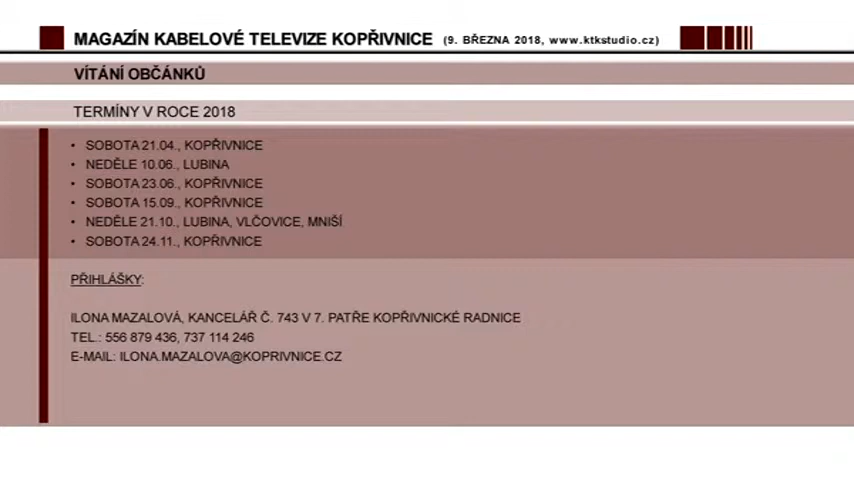 MAGAZÍN KABELOVÉ TELEVIZE KOPŘIVNICE (9. BŘEZNA 2018, www.ktkstudio.cz)
VÍTÁNÍ OBČÁNKŮ
TERMÍNY V ROCE 2018
• SOBOTA 21.04., KOPŘIVNICE
• NEDĚLE 10.06., LUBINA
• SOBOTA 23.06., KOPŘIVNICE
• SOBOTA 15.09., KOPŘIVNICE
• NEDĚLE 21.10., LUBINA, VLČOVICE, MNIŠÍ
• SOBOTA 24.11., KOPŘIVNICE
PŘIHLÁŠKY:
ILONA MAZALOVÁ, KANCELÁŘ Č. 743 V 7. PATŘE KOPŘIVNICKÉ RADNICE
TEL.: 556 879 436, 737 114 246
E-MAIL: ILONA.MAZALOVA@KOPRIVNICE.CZ